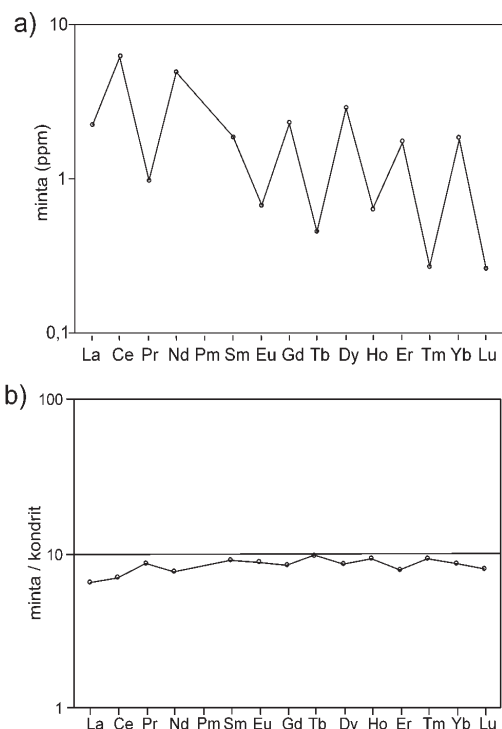 a)
10
1
0,1
minta (ppm)
La Ce Pr Nd Pm Sm Eu Gd Tb Dy Ho Er Tm Yb Lu
b)
100
10
1
minta / kondrit
La Ce Pr Nd Pm Sm Eu Gd Tb Dy Ho Er Tm Yb Lu